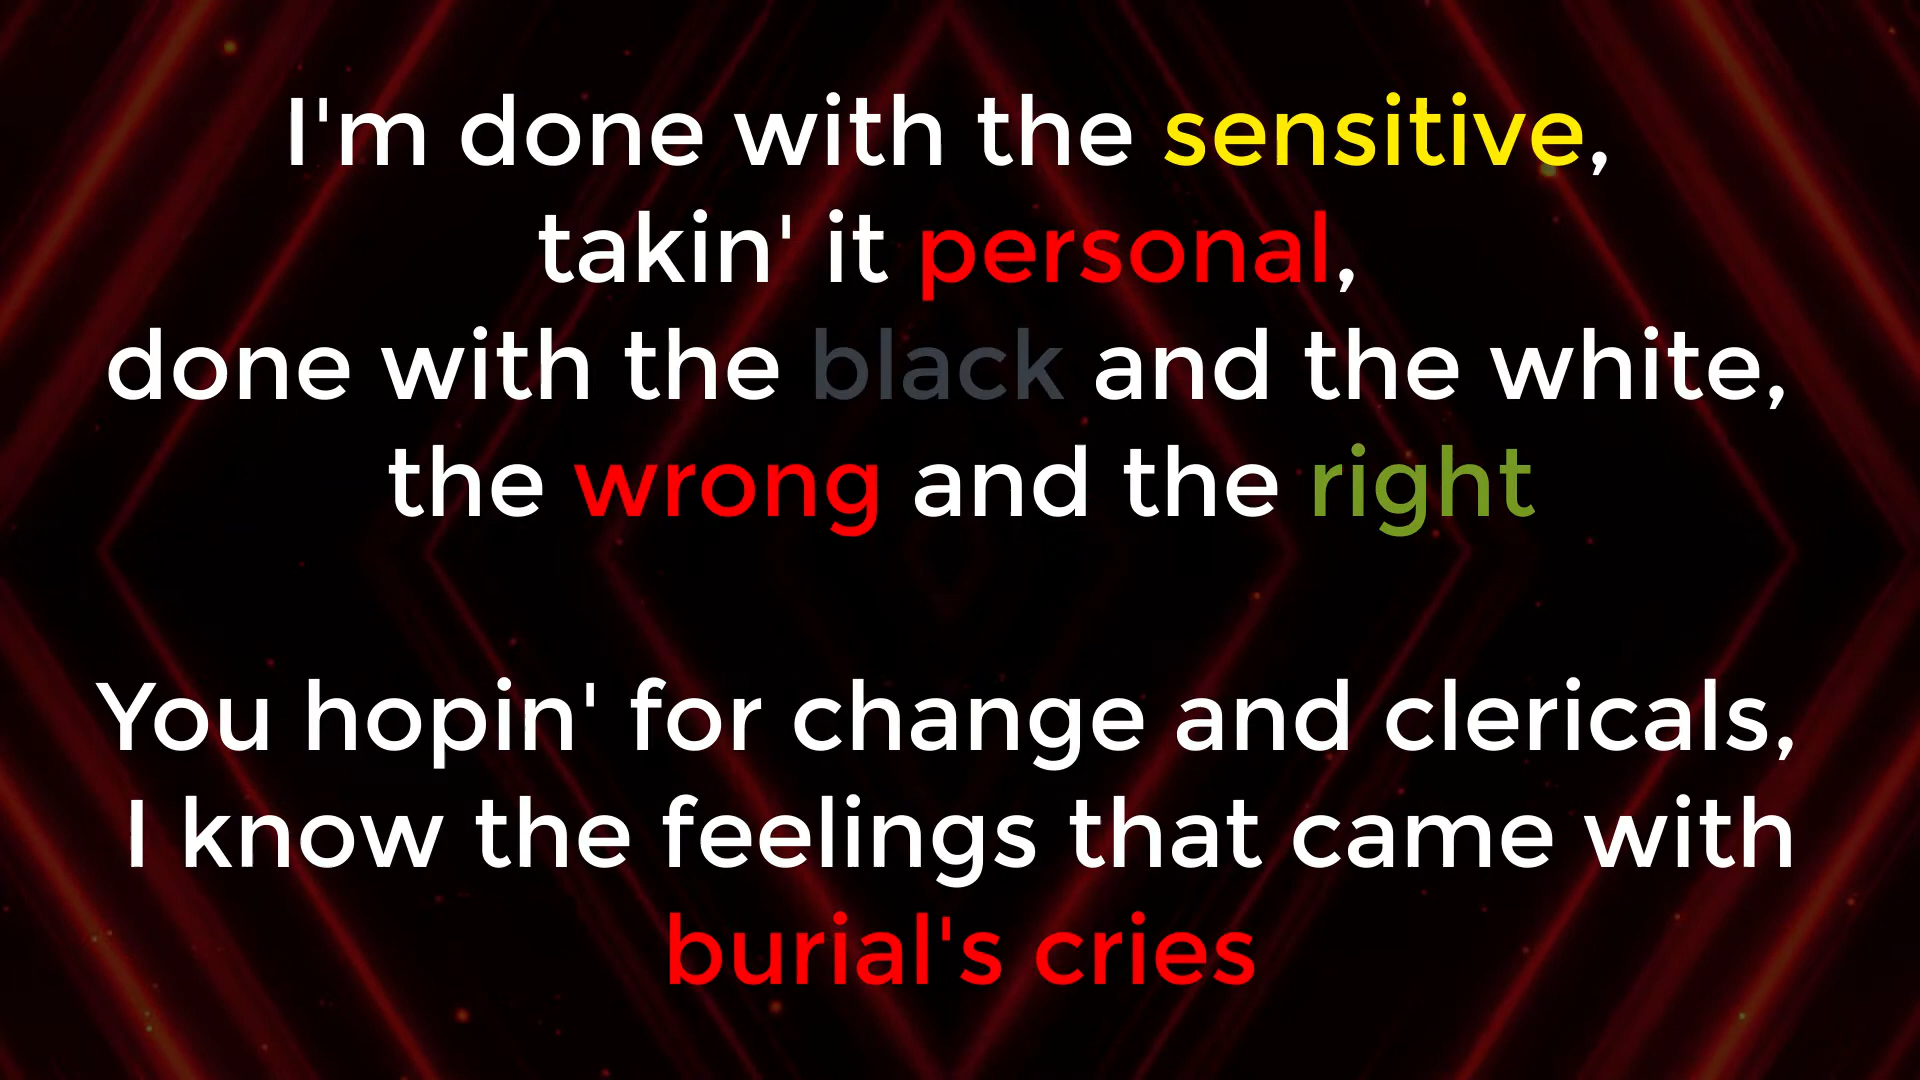 I'm done with the sensitive,
takin' it personal,
done with the black and the white,
the wrong and the right
You hopin' for change and clericals,
I know the feelings that came with
burial's cries